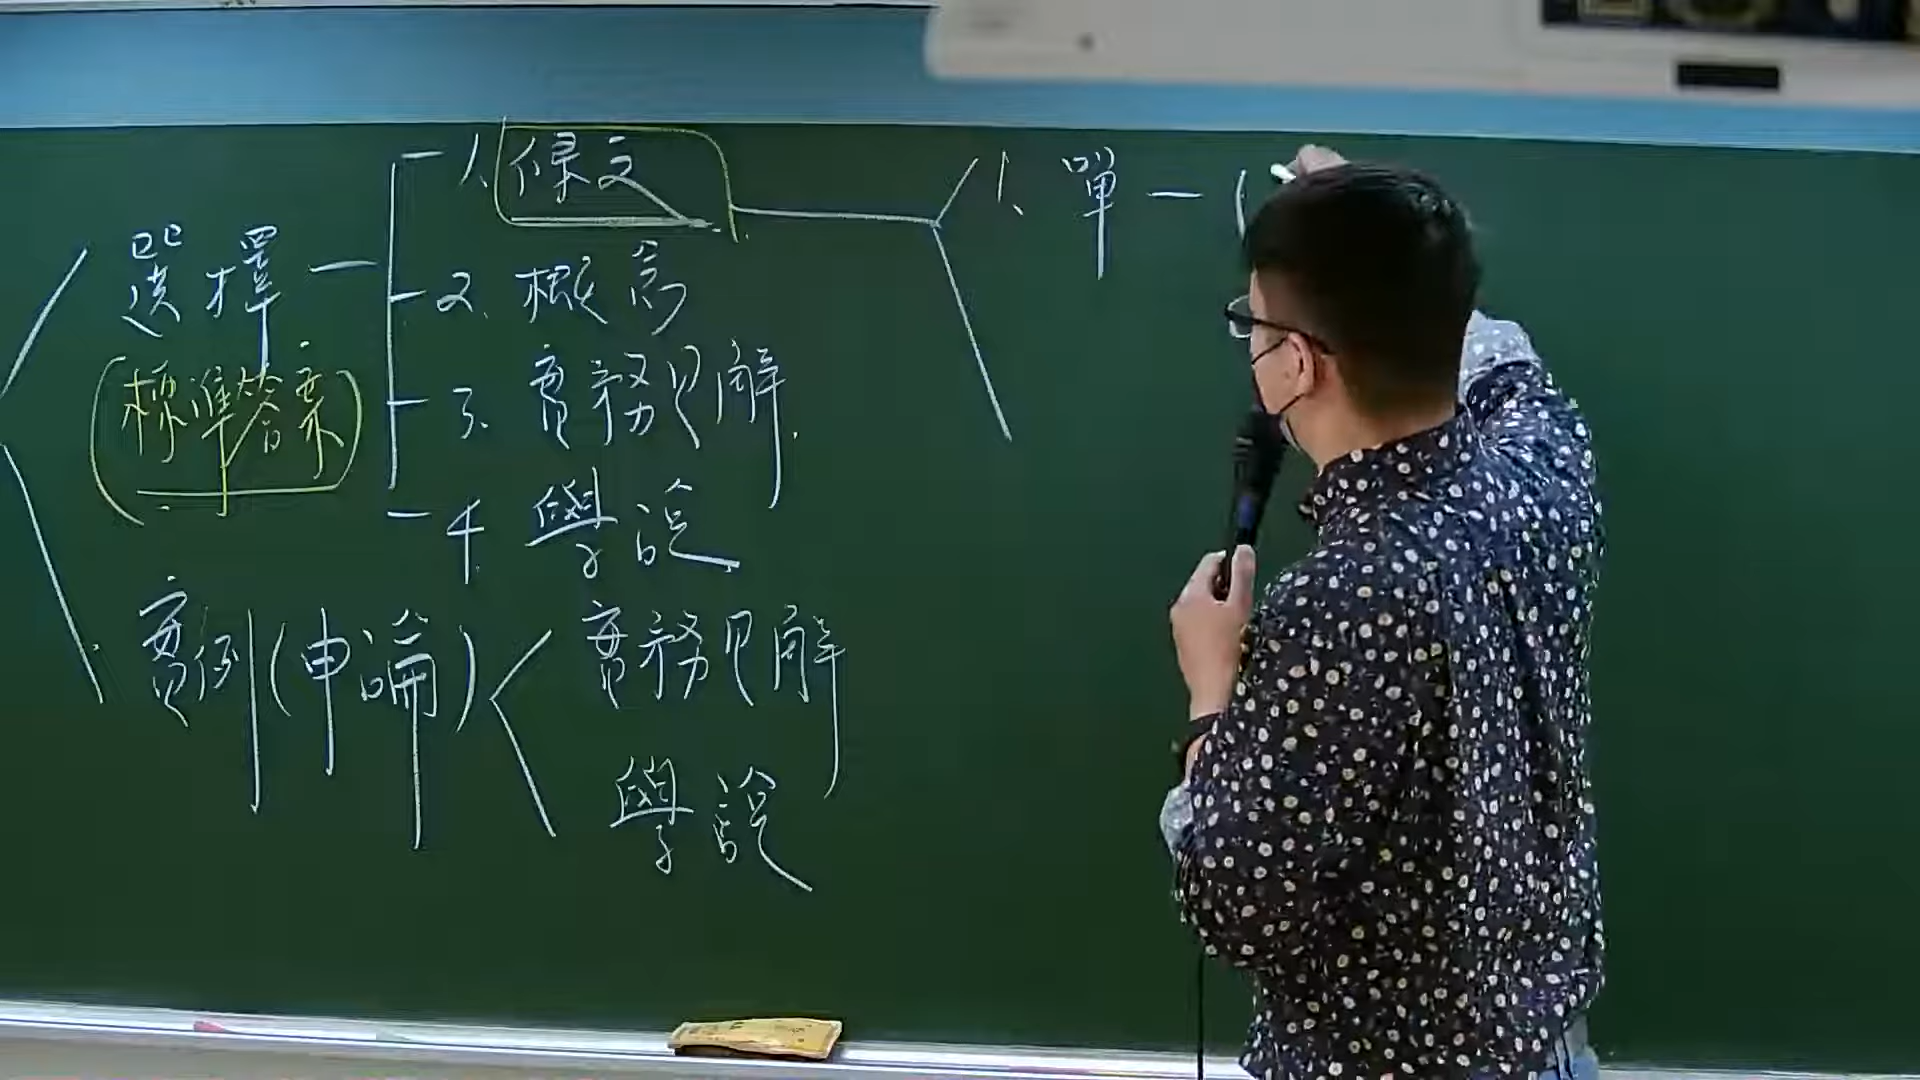 選擇
(標準答案)
1. 條文
2. 概念
3. 實務見解
4. 學說
1. 單一
實例(申論)
實務見解
學說